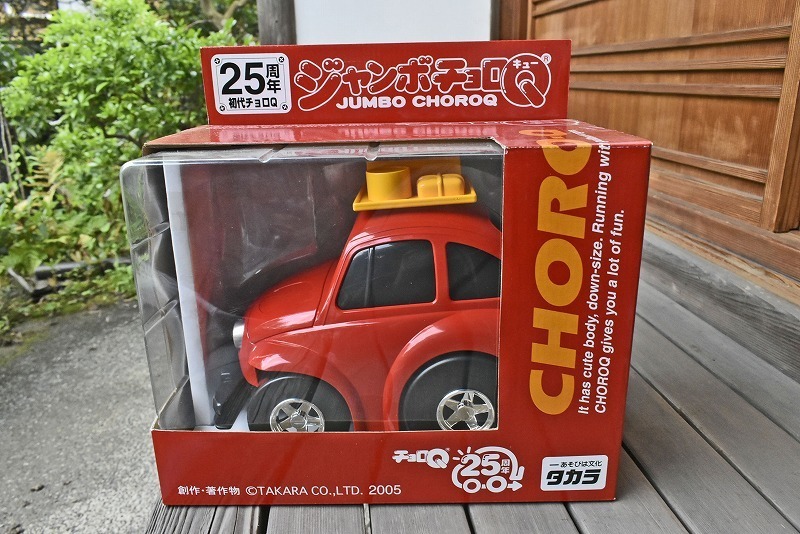 25周年
初代チョロQ
ジャンボチョロQ
キュー
®
JUMBO CHOROQ
CHORO
It has cute body, down-size. Running with
CHOROQ gives you a lot of fun.
チョロQ
25周年
あそびは文化
タカラ
創作・著作物 ©TAKARA CO.,LTD. 2005